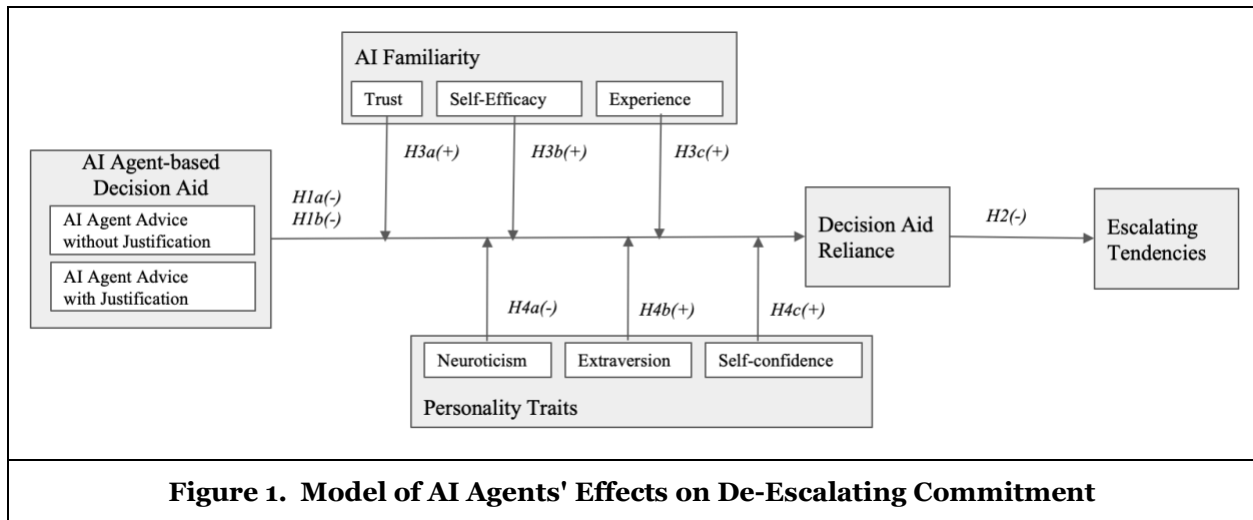 AI Familiarity
Trust
Self-Efficacy
Experience
H3a(+)
H3b(+)
H3c(+)
AI Agent-based
Decision Aid
AI Agent Advice
without Justification
AI Agent Advice
with Justification
H1a(-)
H1b(-)
Decision Aid
Reliance
H2(-)
Escalating
Tendencies
H4a(-)
H4b(+)
H4c(+)
Neuroticism
Extraversion
Self-confidence
Personality Traits
Figure 1. Model of AI Agents' Effects on De-Escalating Commitment